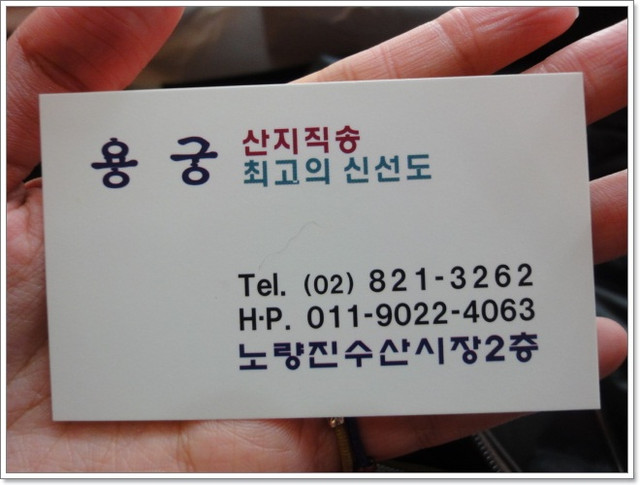 용 궁
산지직송
최고의 신선도
Tel. (02) 821-3262
H·P. 011-9022-4063
노량진수산시장2층